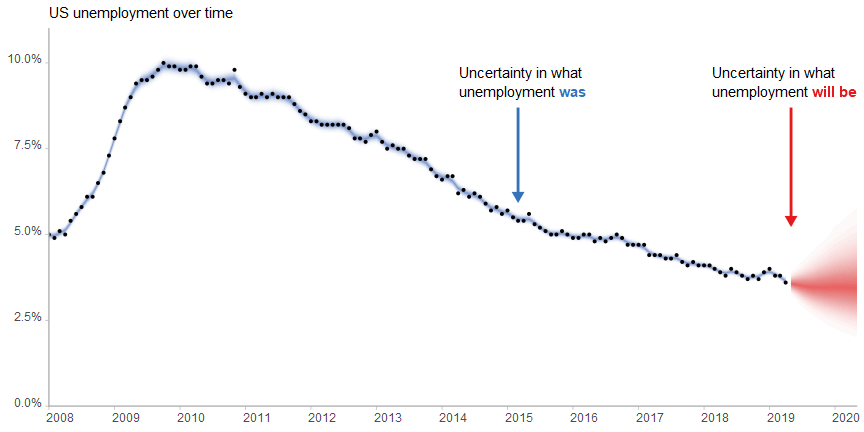 US unemployment over time
10.0%
7.5%
5.0%
2.5%
0.0%
Uncertainty in what
unemployment was
Uncertainty in what
unemployment will be
2008 2009 2010 2011 2012 2013 2014 2015 2016 2017 2018 2019 2020